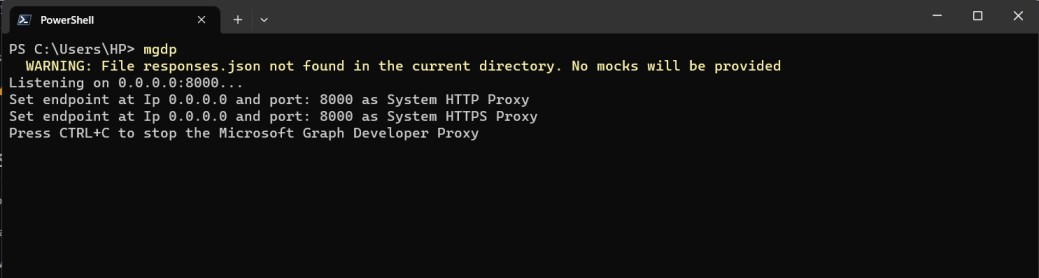 PowerShell
PS C:\Users\HP> mgdp
WARNING: File responses.json not found in the current directory. No mocks will be provided
Listening on 0.0.0.0:8000...
Set endpoint at Ip 0.0.0.0 and port: 8000 as System HTTP Proxy
Set endpoint at Ip 0.0.0.0 and port: 8000 as System HTTPS Proxy
Press CTRL+C to stop the Microsoft Graph Developer Proxy